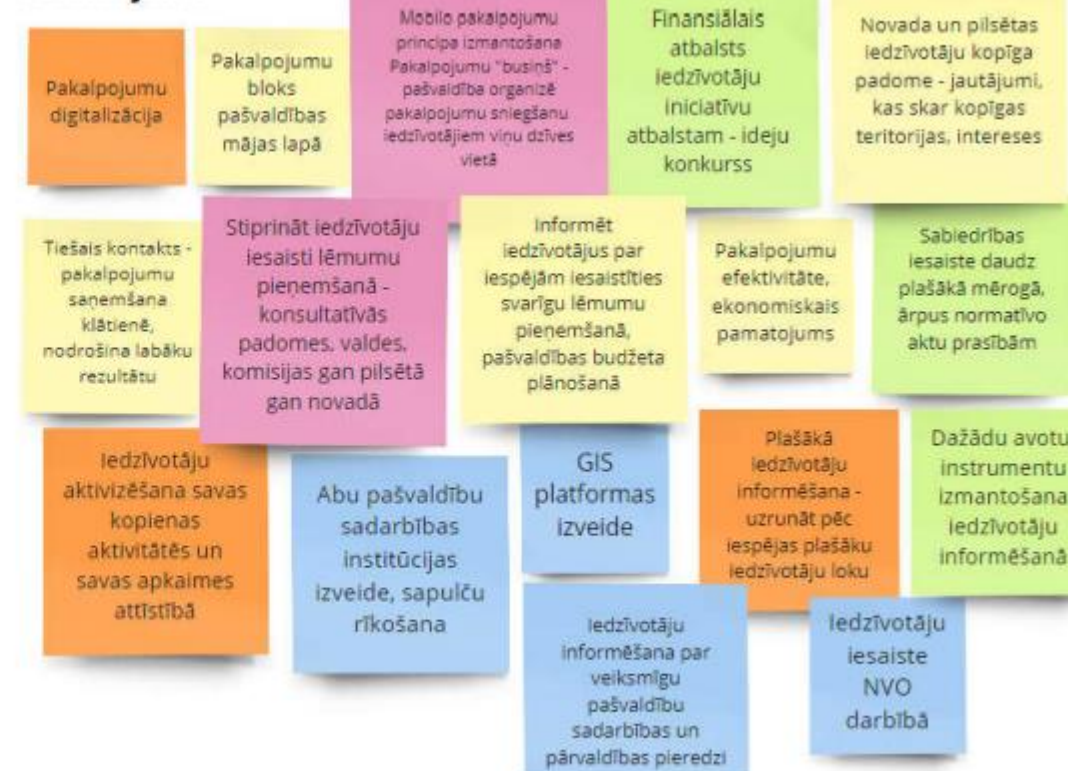 Pakalpojumu
digitalizācija
Pakalpojumu
bloks
pašvaldības
mājas lapā
Mobilo pakalpojumu
principa izmantošana
Pakalpojumu "busiņš" -
pašvaldība organizē
pakalpojumu sniegšanu
iedzīvotājiem viņu dzīves
vietā
Finansiālais
atbalsts
iedzīvotāju
iniciatīvu
atbalstam - ideju
konkurss
Novada un pilsētas
iedzīvotāju kopīga
padome - jautājumi,
kas skar kopīgas
teritorijas, intereses
Tiešais kontakts -
pakalpojumu
saņemšana
klātienē,
nodrošina labāku
rezultātu
Stiprināt iedzīvotāju
iesaisti lēmumu
pieņemšanā -
konsultatīvās
padomes, valdes,
komisijas gan pilsētā
gan novadā
Informēt
iedzīvotājus par
iespējām iesaistīties
svarīgu lēmumu
pieņemšanā,
pašvaldības budžeta
plānošanā
Pakalpojumu
efektivitāte,
ekonomiskais
pamatojums
Sabiedrības
iesaiste daudz
plašākā mērogā,
ārpus normatīvo
aktu prasībām
Iedzīvotāju
aktivizēšana savas
kopienas
aktivitātēs un
savas apkaimes
attīstībā
Abu pašvaldību
sadarbības
institūcijas
izveide, sapulču
rīkošana
GIS
platformas
izveide
Plašākā
iedzīvotāju
informēšana -
uzrunāt pēc
iespējas plašāku
iedzīvotāju loku
Dažādu avotu
instrumentu
izmantošana
iedzīvotāju
informēšanā
Iedzīvotāju
informēšana par
veiksmīgu
pašvaldību
sadarbības un
pārvaldības pieredzi
Iedzīvotāju
iesaiste
NVO
darbībā